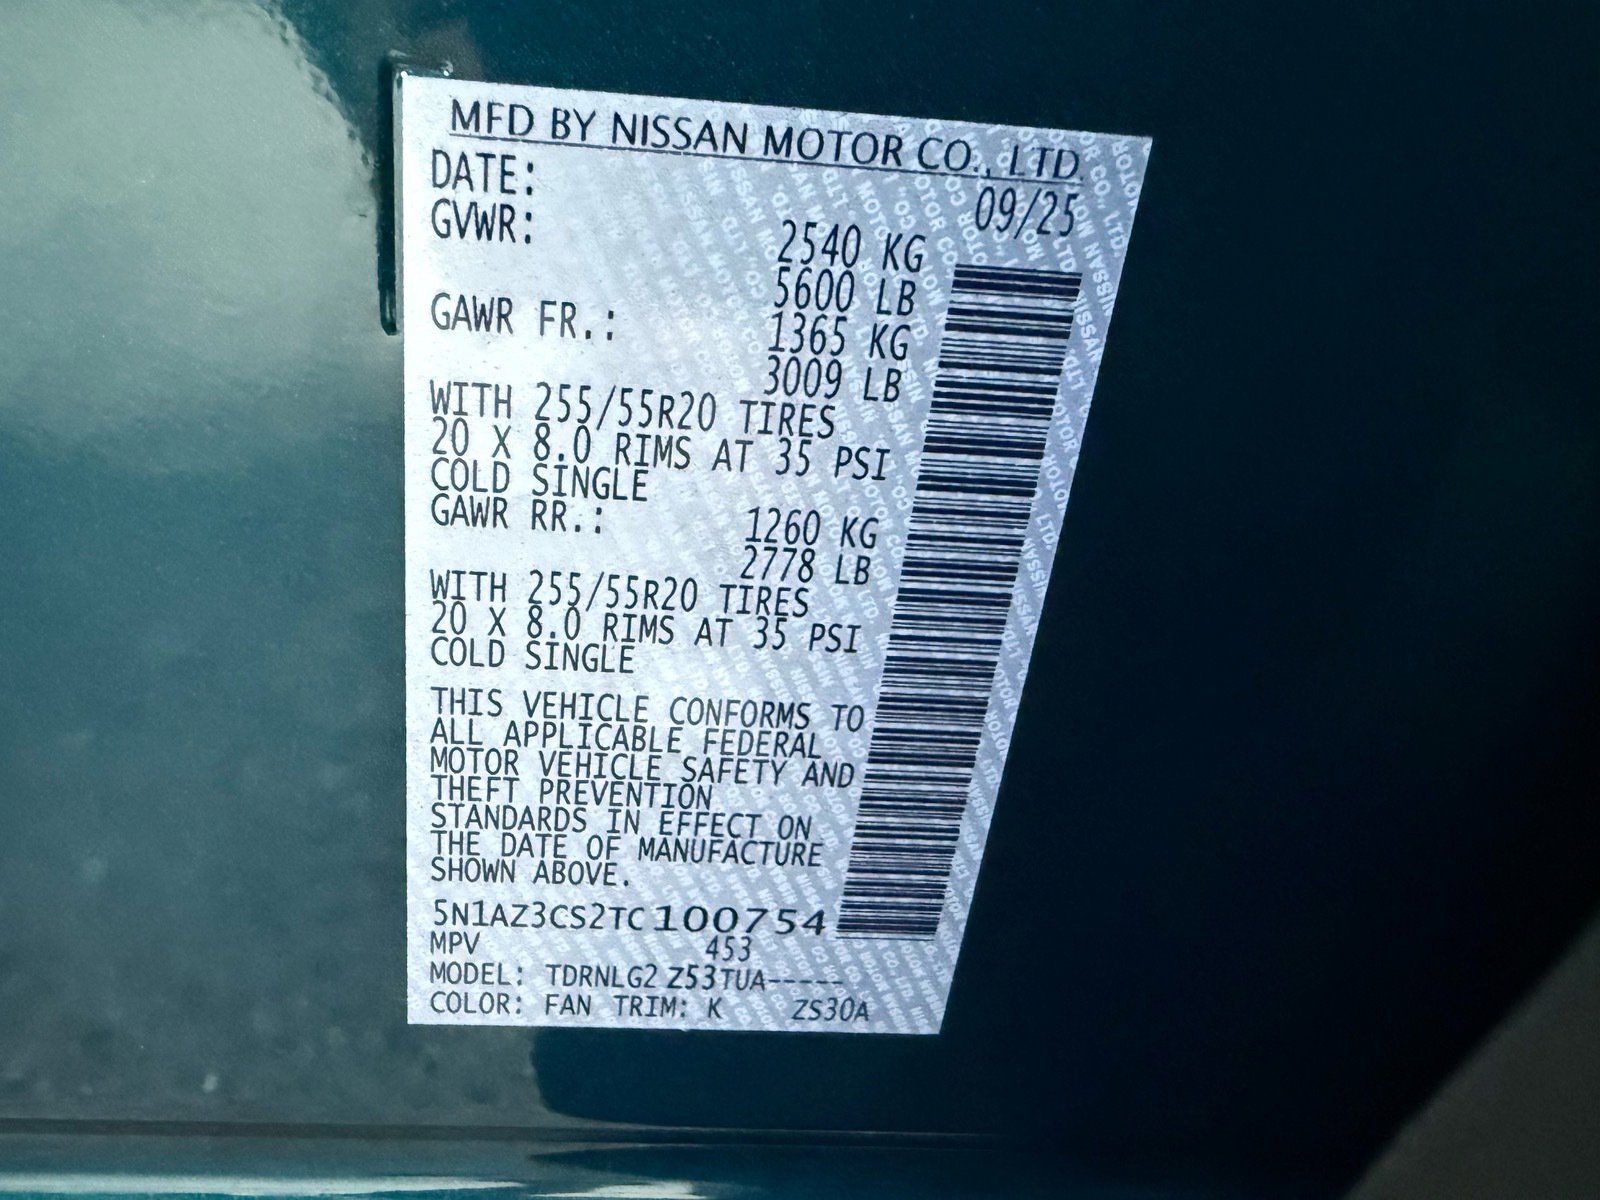 MFD BY NISSAN MOTOR CO., LTD.
DATE: 09/25
GVWR: 2540 KG
5600 LB
GAWR FR.: 1365 KG
3009 LB
WITH 255/55R20 TIRES
20 X 8.0 RIMS AT 35 PSI
COLD SINGLE
GAWR RR.: 1260 KG
2778 LB
WITH 255/55R20 TIRES
20 X 8.0 RIMS AT 35 PSI
COLD SINGLE
THIS VEHICLE CONFORMS TO
ALL APPLICABLE FEDERAL
MOTOR VEHICLE SAFETY AND
THEFT PREVENTION
STANDARDS IN EFFECT ON
THE DATE OF MANUFACTURE
SHOWN ABOVE.
5N1AZ3CS2TC100754
MPV 453
MODEL: TDRNLG2 Z53TUA-----
COLOR: FAN TRIM: K ZS30A